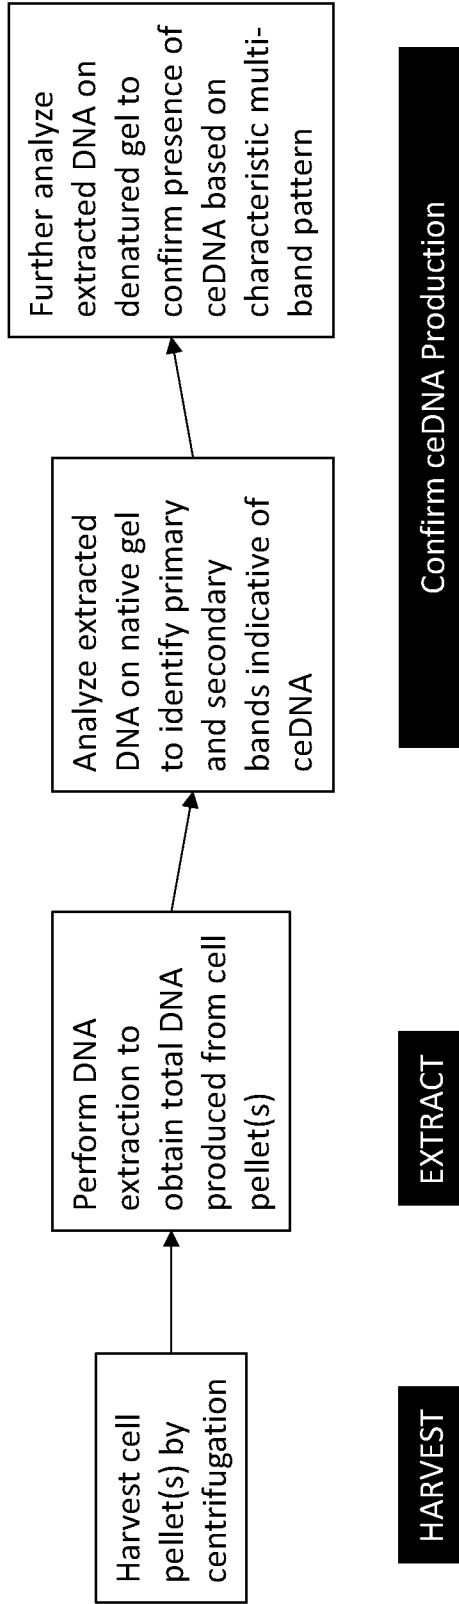 Harvest cell
pellet(s) by
centrifugation
Perform DNA
extraction to
obtain total DNA
produced from cell
pellet(s)
Analyze extracted
DNA on native gel
to identify primary
and secondary
bands indicative of
ceDNA
Further analyze
extracted DNA on
denatured gel to
confirm presence of
ceDNA based on
characteristic multi-
band pattern
HARVEST
EXTRACT
Confirm ceDNA Production